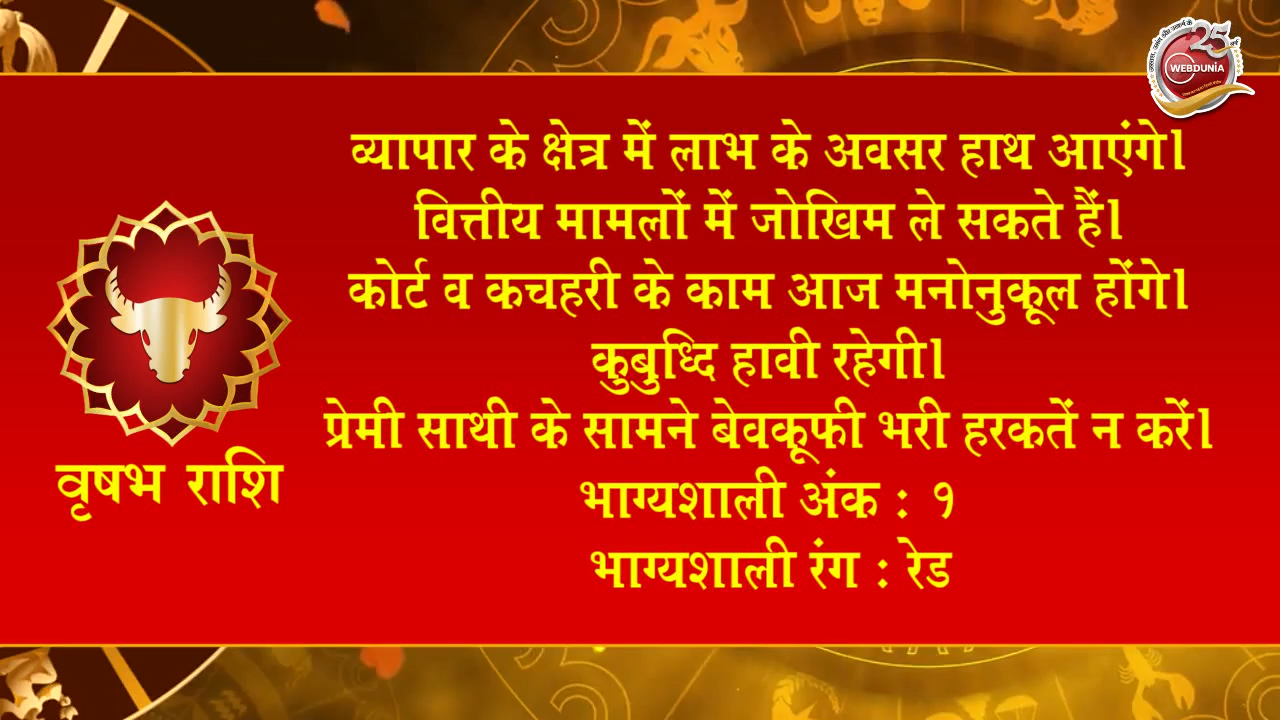 व्यापार के क्षेत्र में लाभ के अवसर हाथ आएंगे।
वित्तीय मामलों में जोखिम ले सकते हैं।
कोर्ट व कचहरी के काम आज मनोनुकूल होंगे।
कुबुध्दि हावी रहेगी।
प्रेमी साथी के सामने बेवकूफी भरी हरकतें न करें।
भाग्यशाली अंक : १
भाग्यशाली रंग : रेड
वृषभ राशि
25
WEBDUNIA